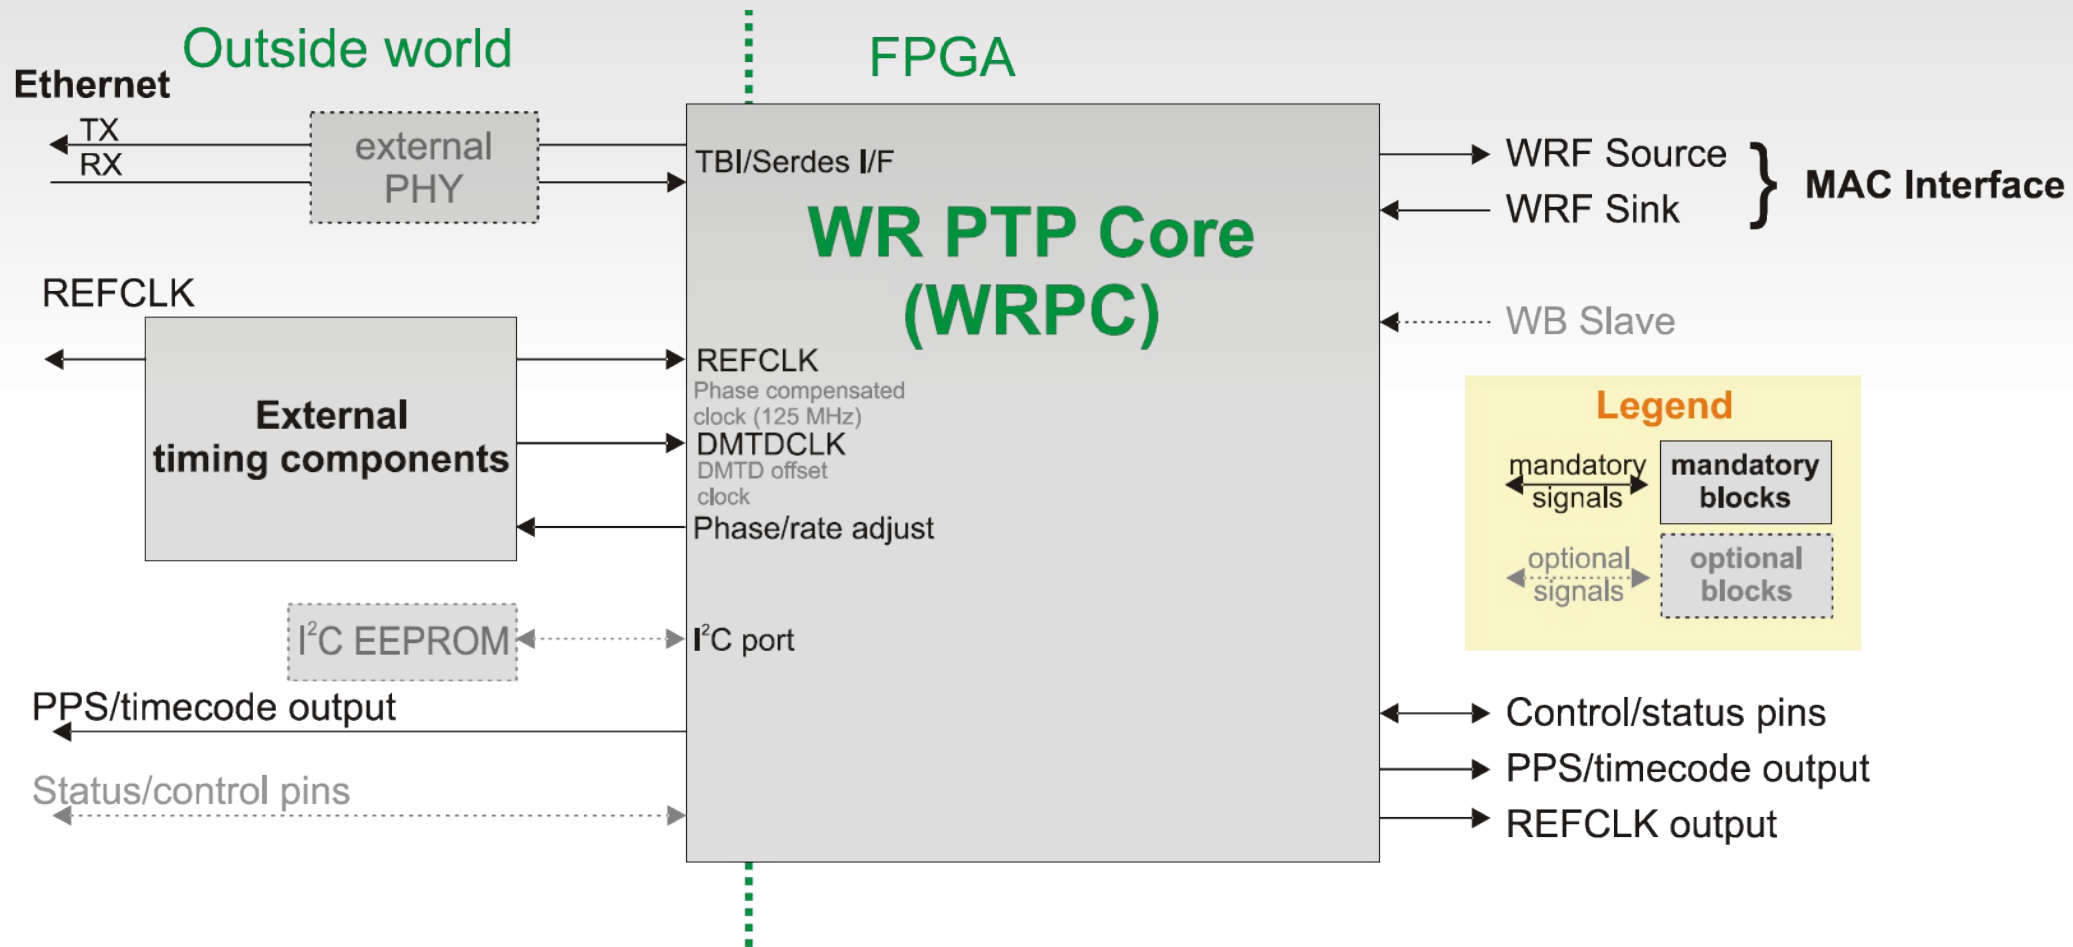 Outside world
FPGA
Ethernet
TX
RX
external
PHY
TBI/Serdes I/F
WR PTP Core
(WRPC)
WRF Source
WRF Sink
} MAC Interface
WB Slave
REFCLK
External
timing components
REFCLK
Phase compensated
clock (125 MHz)
DMTDCLK
DMTD offset
clock
Phase/rate adjust
I²C EEPROM
I²C port
PPS/timecode output
Status/control pins
Legend
mandatory
signals
mandatory
blocks
optional
signals
optional
blocks
Control/status pins
PPS/timecode output
REFCLK output